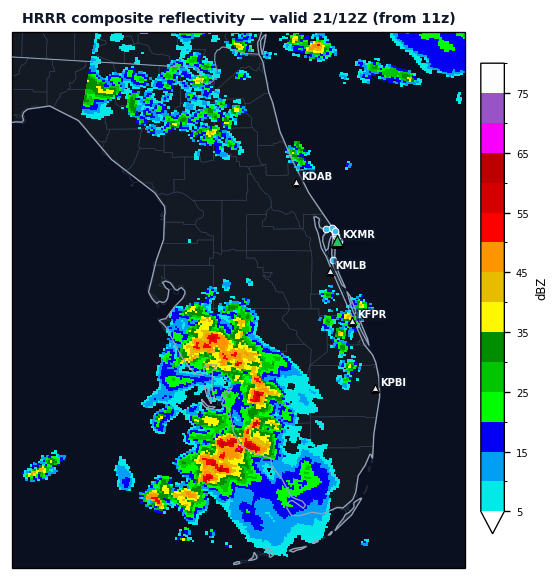 HRRR composite reflectivity — valid 21/12Z (from 11z)
KDAB
KXMR
KMLB
KFPR
KPBI
75
65
55
45
35
25
15
5
dBZ